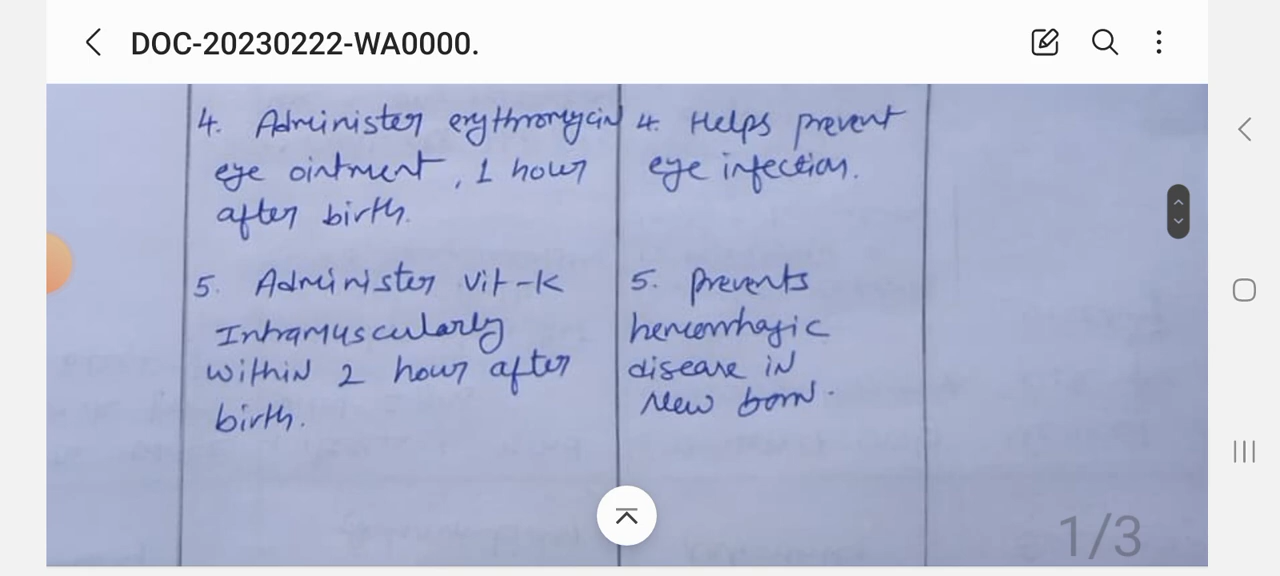 DOC-20230222-WA0000.
4. Administer erythromycin
eye ointment, 1 hour
after birth.
5. Administer Vit-K
Intramuscularly
within 2 hour after
birth.
4. Helps prevent
eye infection.
5. prevents
hemorrhagic
disease in
New born.
1/3